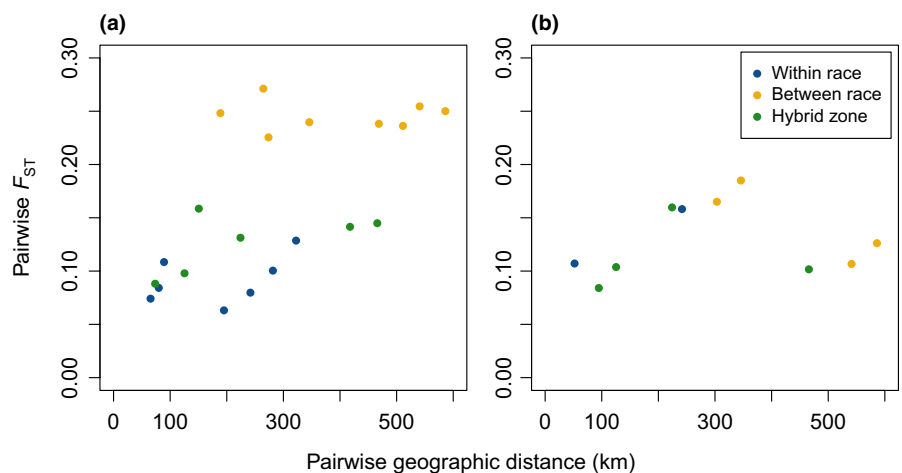 (a)
(b)
0.30
0.20
0.10
0.00
0.30
0.20
0.10
0.00
Within race
Between race
Hybrid zone
Pairwise FST
0 100 300 500
0 100 300 500
Pairwise geographic distance (km)